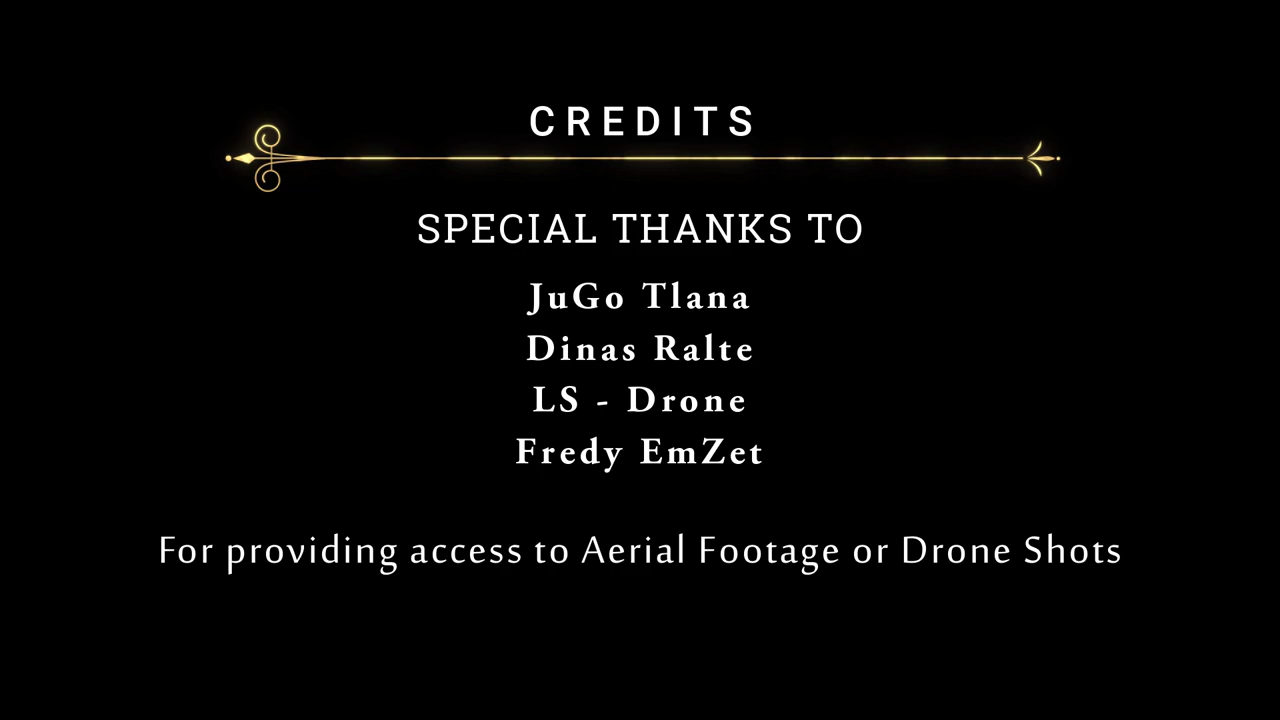 CREDITS
SPECIAL THANKS TO
JuGo Tlana
Dinas Ralte
LS - Drone
Fredy EmZet
For providing access to Aerial Footage or Drone Shots